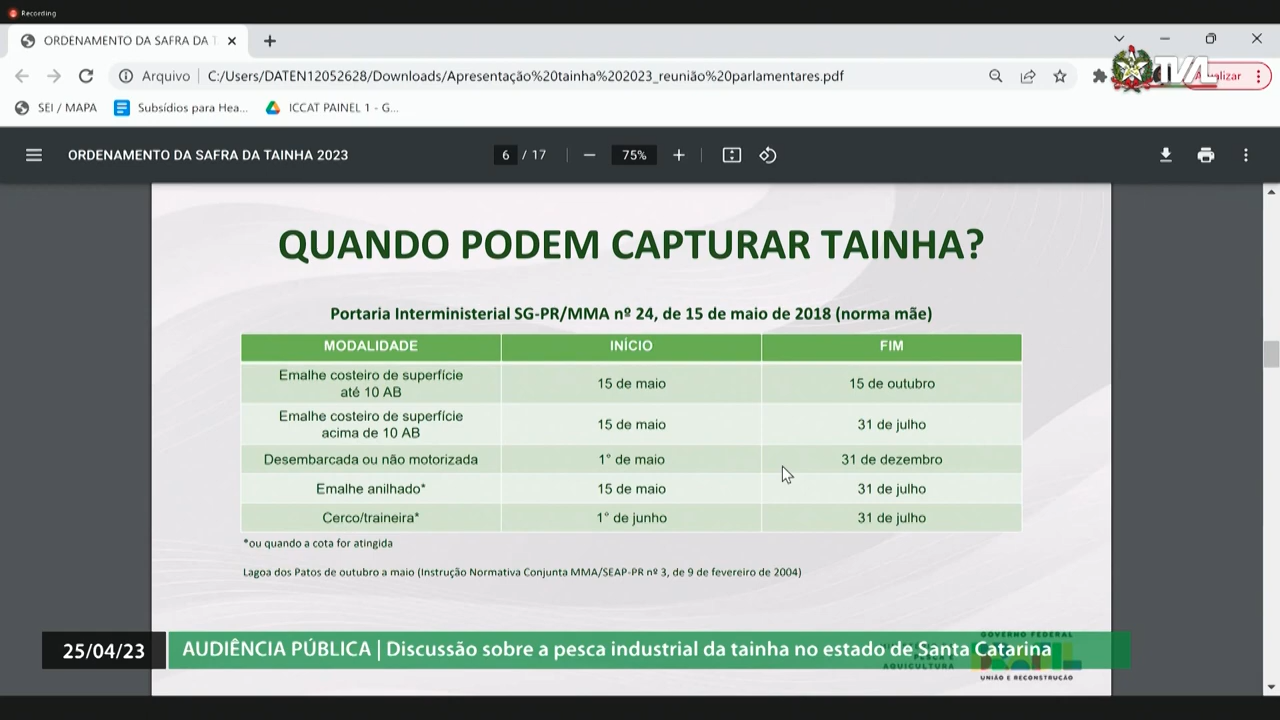 Recording
ORDENAMENTO DA SAFRA DA T
Arquivo
C:/Users/DATEN12052628/Downloads/Apresentação%20tainha%202023_reunião%20parlamentares.pdf
TVAL
alizar
SEI / MAPA
Subsídios para Hea...
ICCAT PAINEL 1 - G...
ORDENAMENTO DA SAFRA DA TAINHA 2023
6 / 17
75%
QUANDO PODEM CAPTURAR TAINHA?
Portaria Interministerial SG-PR/MMA nº 24, de 15 de maio de 2018 (norma mãe)
MODALIDADE INÍCIO FIM
Emalhe costeiro de superfície
até 10 AB 15 de maio 15 de outubro
Emalhe costeiro de superfície
acima de 10 AB 15 de maio 31 de julho
Desembarcada ou não motorizada 1° de maio 31 de dezembro
Emalhe anilhado* 15 de maio 31 de julho
Cerco/traineira* 1° de junho 31 de julho
*ou quando a cota for atingida
Lagoa dos Patos de outubro a maio (Instrução Normativa Conjunta MMA/SEAP-PR nº 3, de 9 de fevereiro de 2004)
25/04/23
AUDIÊNCIA PÚBLICA | Discussão sobre a pesca industrial da tainha no estado de Santa Catarina
GOVERNO FEDERAL
AQUICULTURA
UNIÃO E RECONSTRUÇÃO